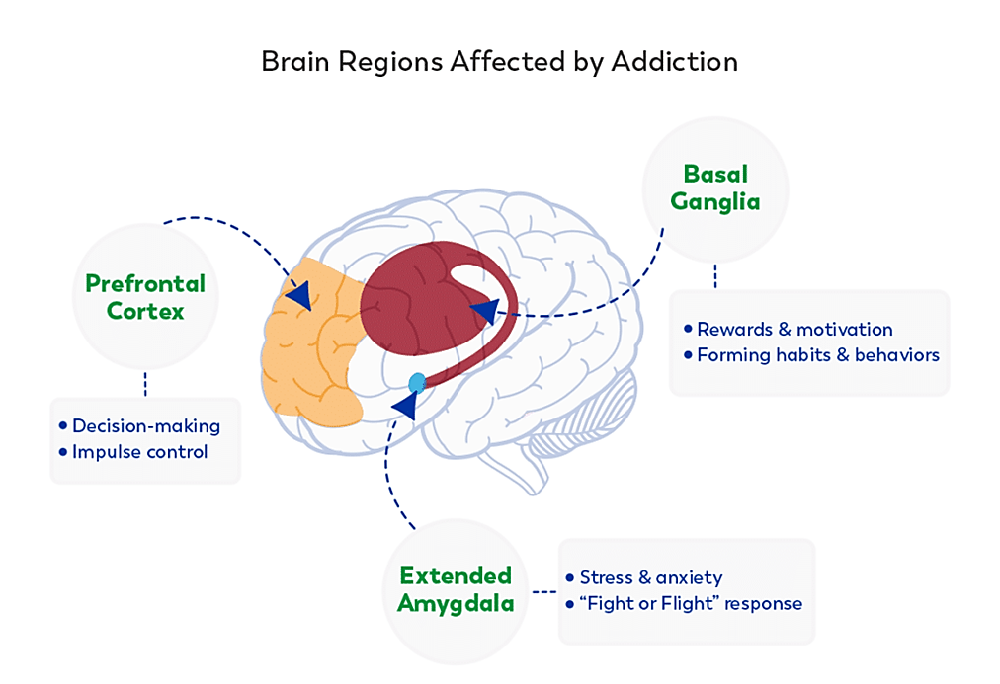 Brain Regions Affected by Addiction
Basal
Ganglia
• Rewards & motivation
• Forming habits & behaviors
Prefrontal
Cortex
• Decision-making
• Impulse control
Extended
Amygdala
• Stress & anxiety
• “Fight or Flight” response